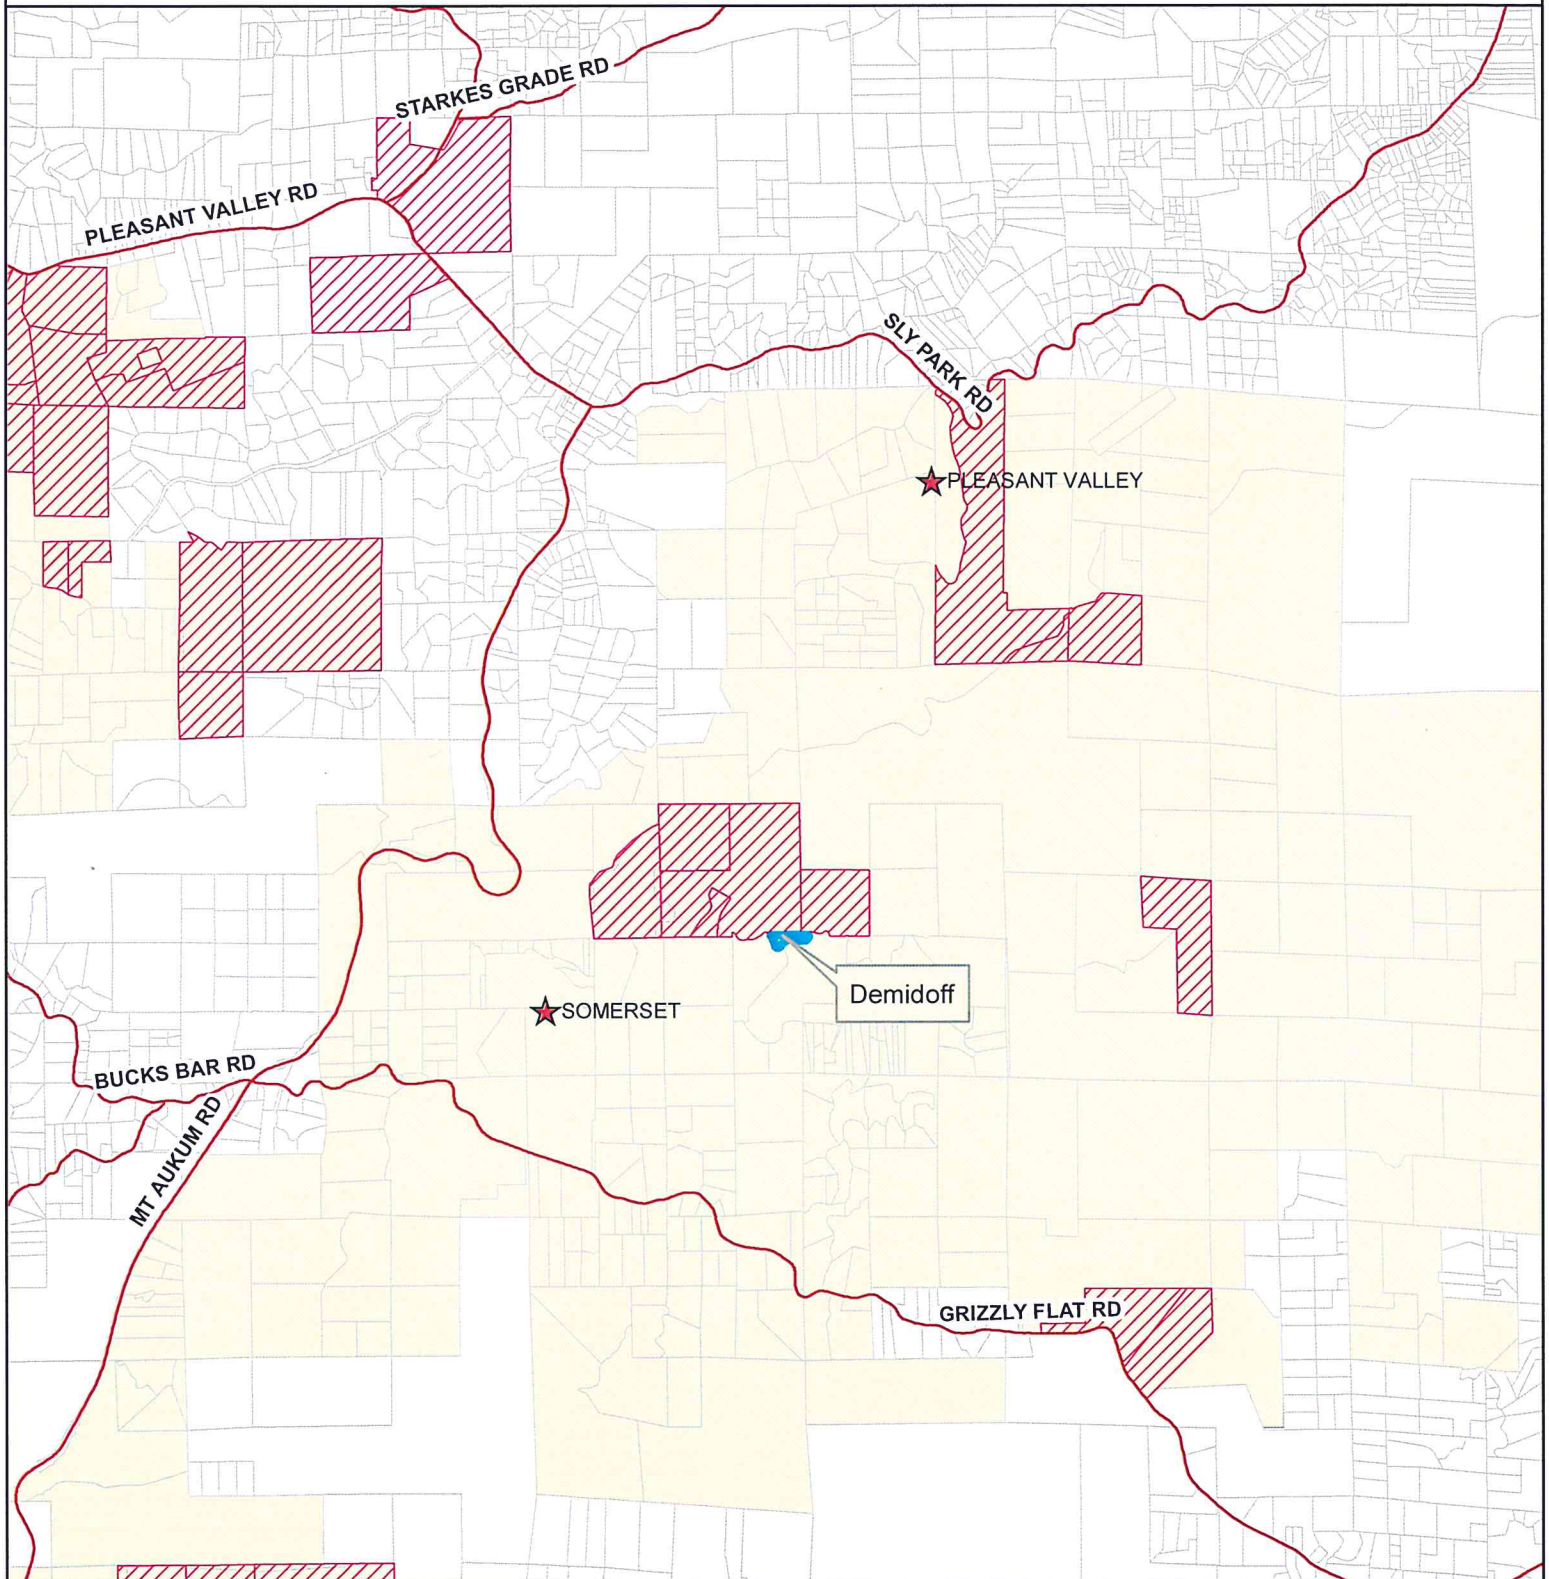 STARKES GRADE RD
PLEASANT VALLEY RD
SLY PARK RD
PLEASANT VALLEY
Demidoff
SOMERSET
BUCKS BAR RD
MT AUKUM RD
GRIZZLY FLAT RD